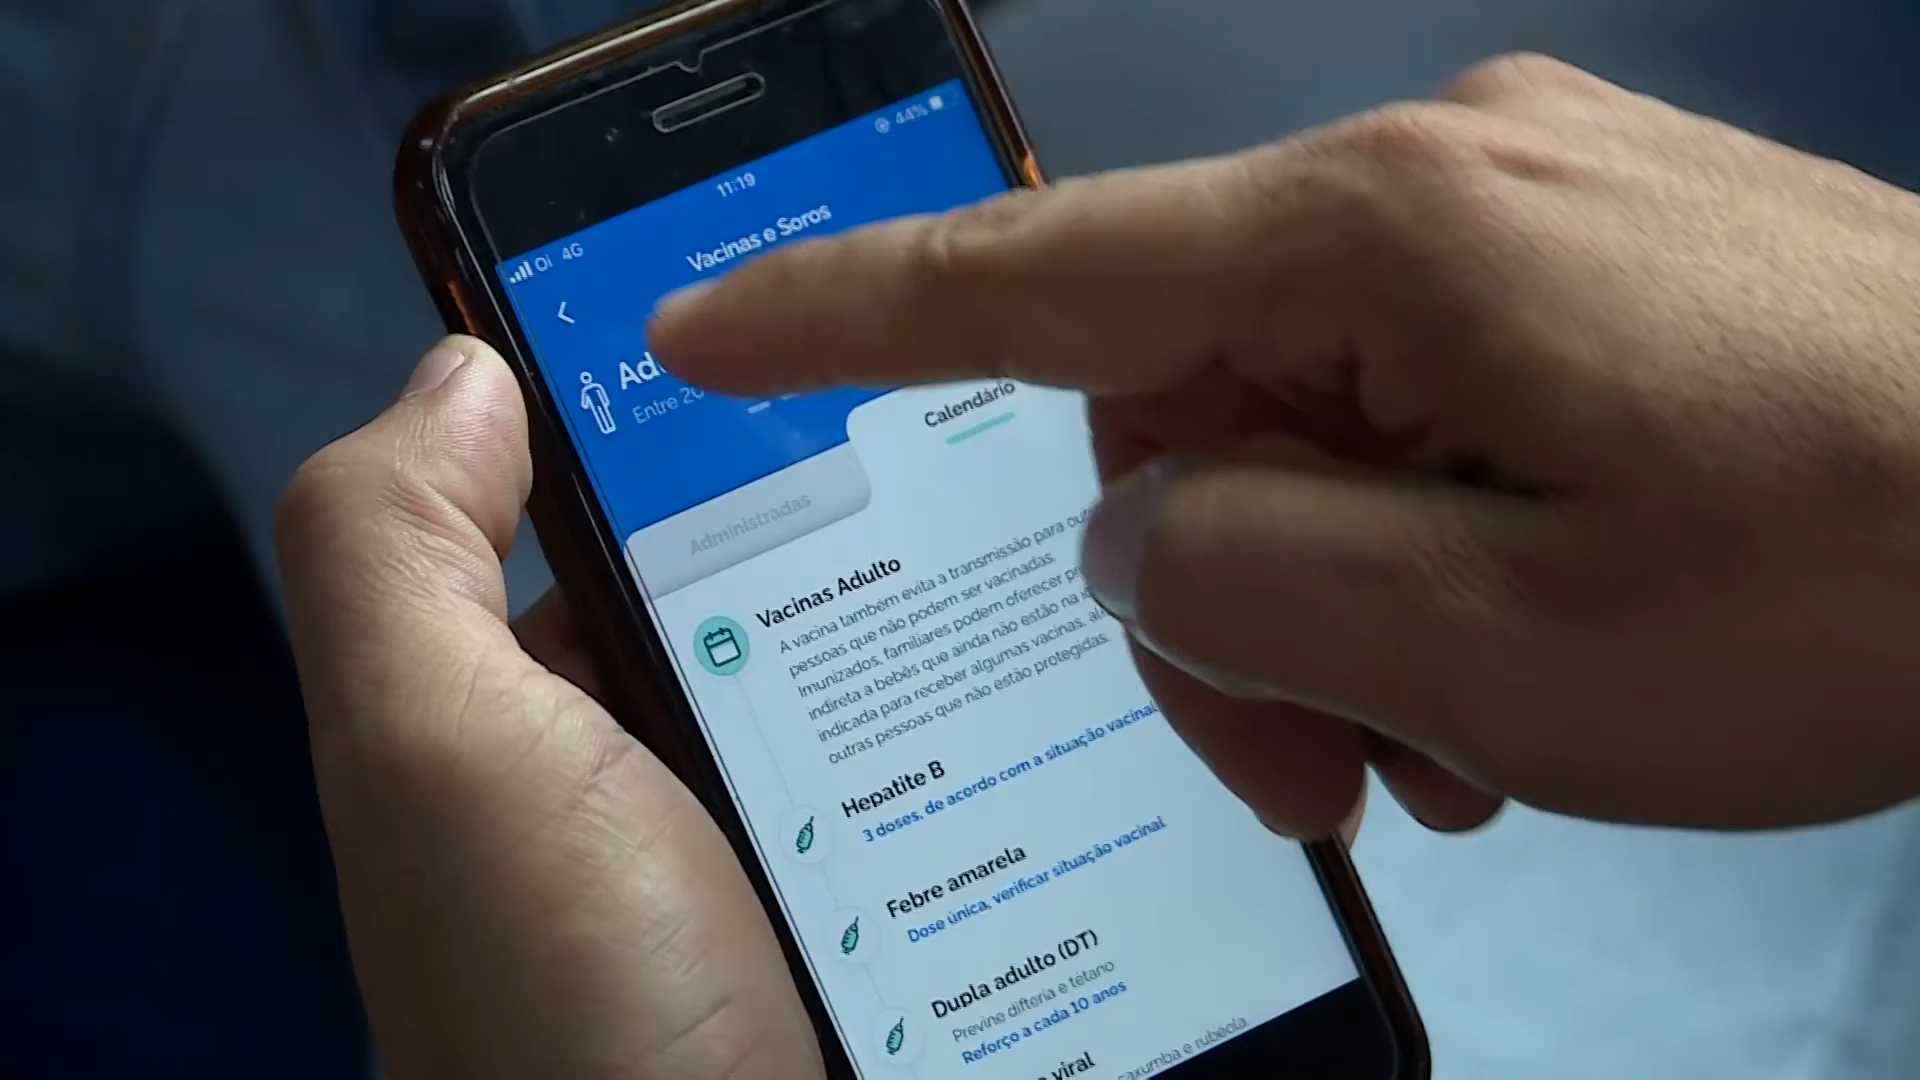 Oi 4G
11:19
44%
Vacinas e Soros
Entre 20
Administradas
Calendário
Vacinas Adulto
A vacina também evita a transmissão para
pessoas que não podem ser vacinadas.
Imunizados, familiares podem oferecer
indireta a bebês que ainda não estão na
indicada para receber algumas vacinas,
outras pessoas que não estão protegidas.
Hepatite B
3 doses, de acordo com a situação vacinal
Febre amarela
Dose única, verificar situação vacinal
Dupla adulto (DT)
Previne difteria e tétano
Reforço a cada 10 anos
viral
caxumba e rubéola